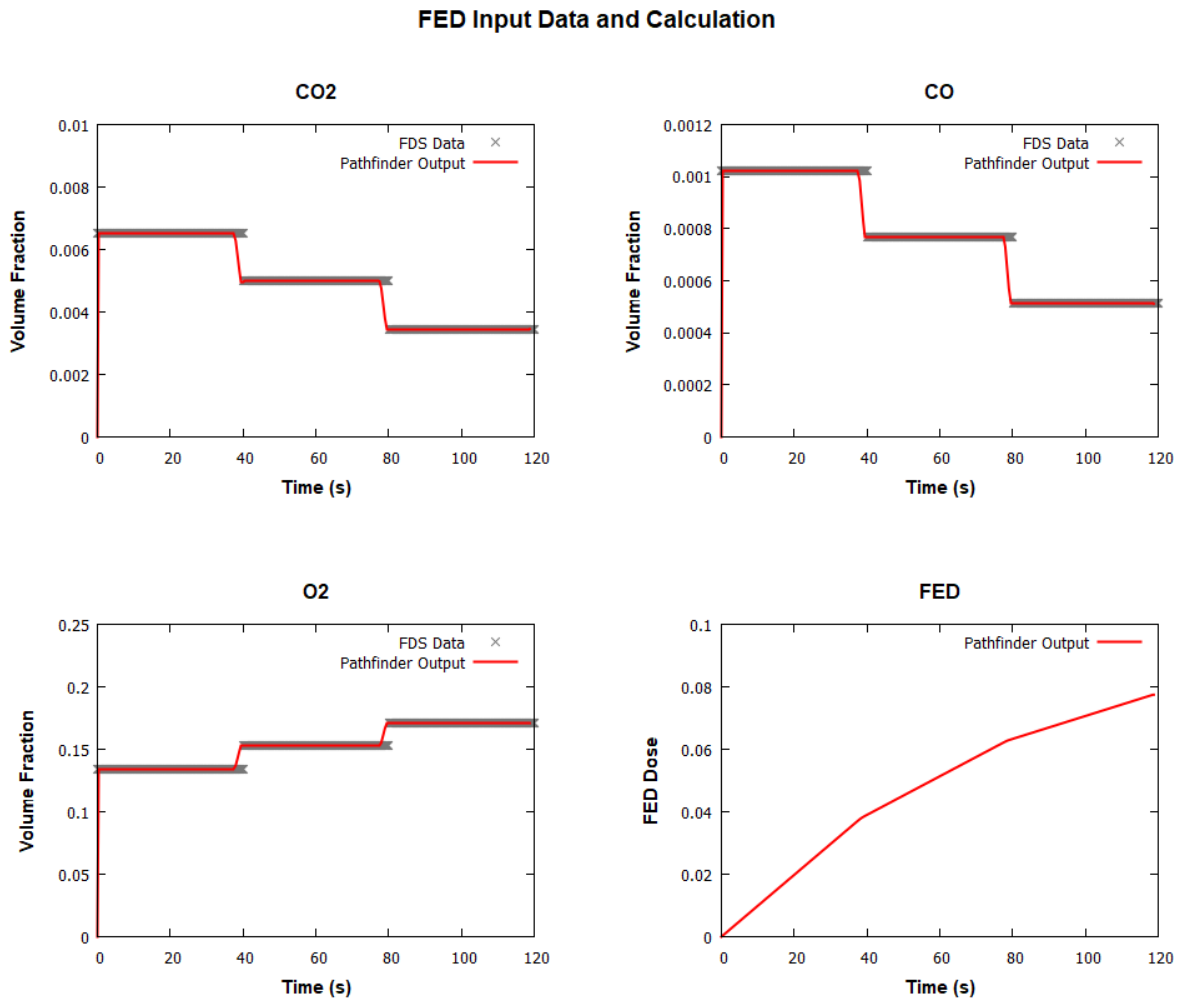 FED Input Data and Calculation
CO2
0.01
0.008
0.006
0.004
0.002
0
Volume Fraction
FDS Data
Pathfinder Output
0 20 40 60 80 100 120
Time (s)
CO
0.0012
0.001
0.0008
0.0006
0.0004
0.0002
0
Volume Fraction
FDS Data
Pathfinder Output
0 20 40 60 80 100 120
Time (s)
O2
0.25
0.2
0.15
0.1
0.05
0
Volume Fraction
FDS Data
Pathfinder Output
0 20 40 60 80 100 120
Time (s)
FED
0.1
0.08
0.06
0.04
0.02
0
FED Dose
Pathfinder Output
0 20 40 60 80 100 120
Time (s)